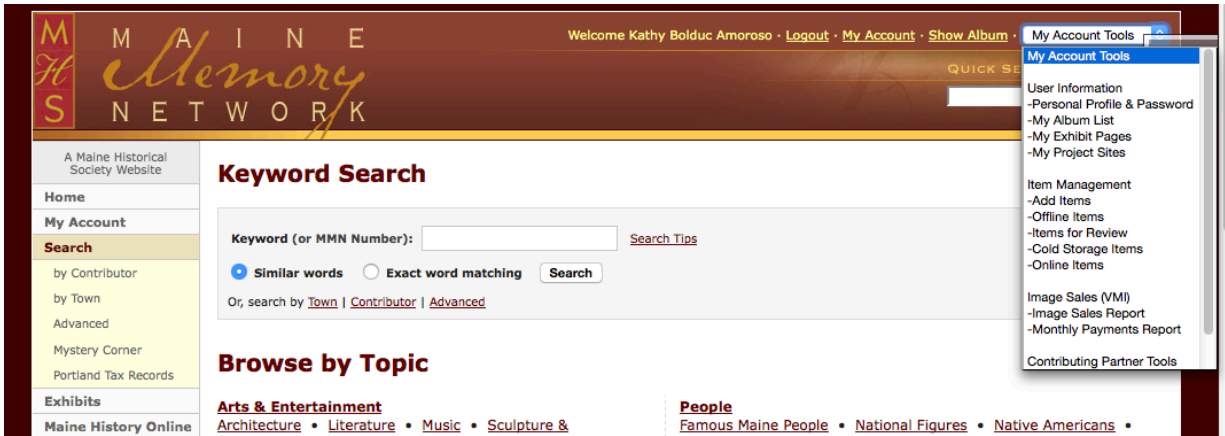 MHS
MAINE
Memory
NETWORK
Welcome Kathy Bolduc Amoroso · Logout · My Account · Show Album ·
My Account Tools
QUICK SE
My Account Tools
User Information
-Personal Profile & Password
-My Album List
-My Exhibit Pages
-My Project Sites
Item Management
-Add Items
-Offline Items
-Items for Review
-Cold Storage Items
-Online Items
Image Sales (VMI)
-Image Sales Report
-Monthly Payments Report
Contributing Partner Tools
A Maine Historical
Society Website
Home
My Account
Search
by Contributor
by Town
Advanced
Mystery Corner
Portland Tax Records
Exhibits
Maine History Online
Keyword Search
Keyword (or MMN Number):
Search Tips
Similar words Exact word matching Search
Or, search by Town | Contributor | Advanced
Browse by Topic
Arts & Entertainment
Architecture • Literature • Music • Sculpture &
People
Famous Maine People • National Figures • Native Americans •